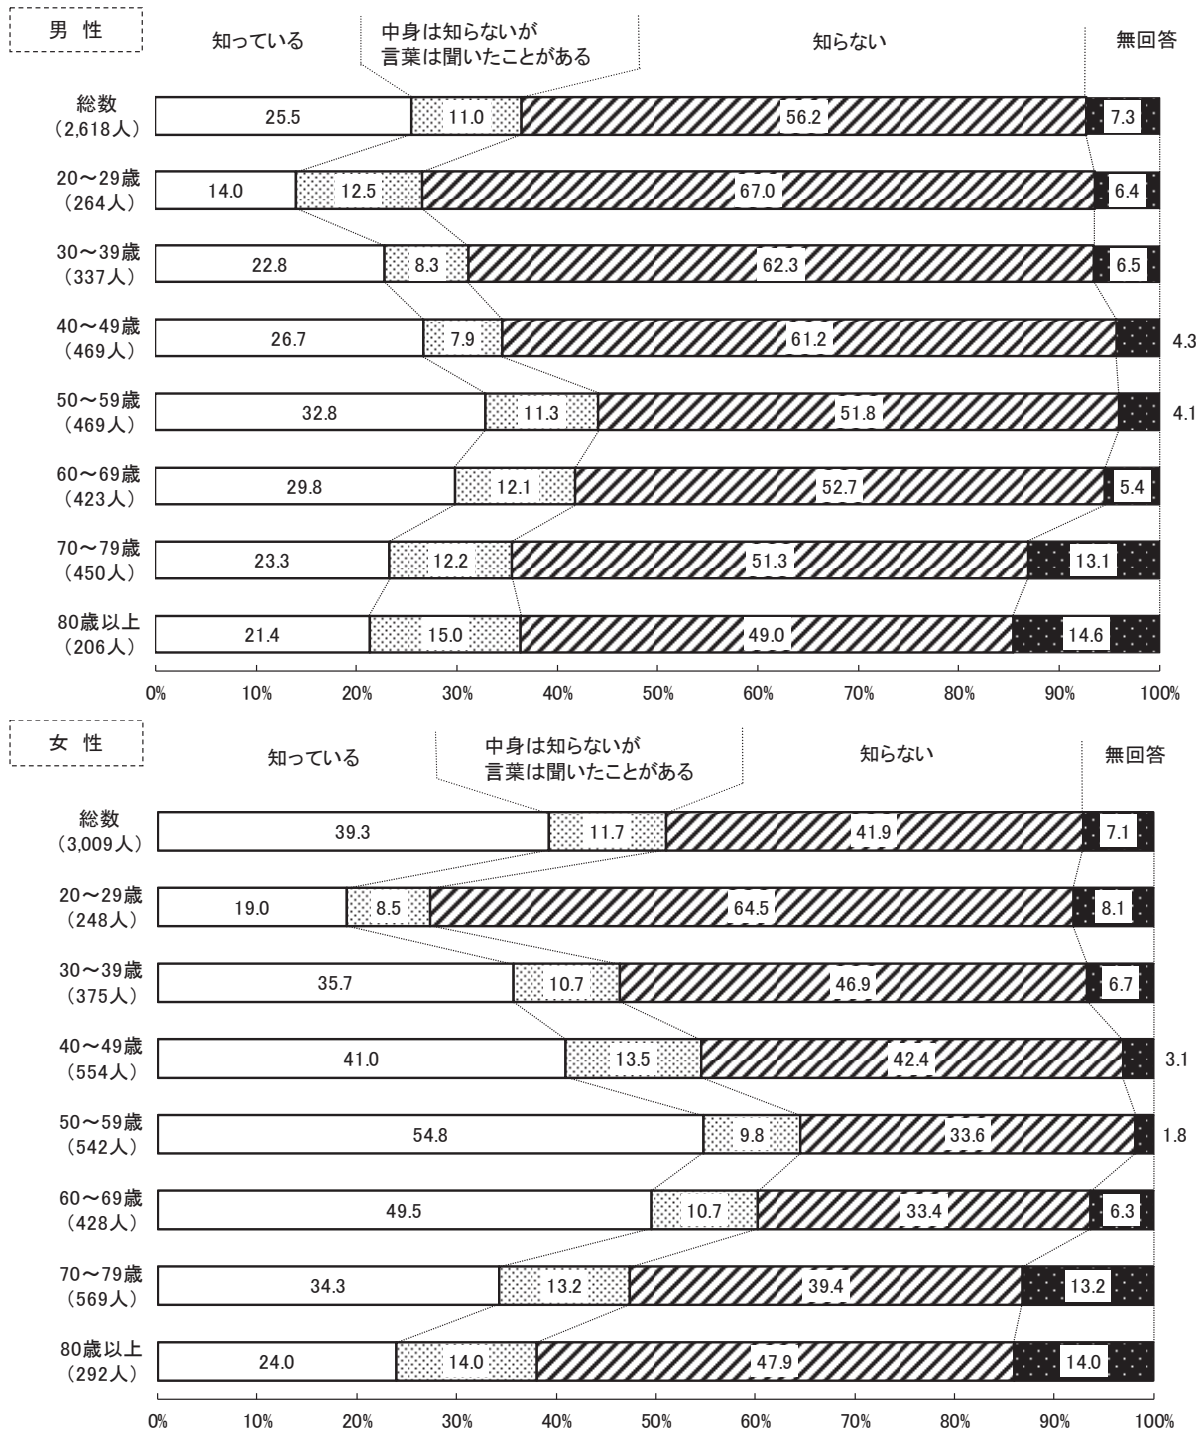 男 性
知っている
中身は知らないが
言葉は聞いたことがある
知らない
無回答
総数
（2,618人）
25.5
11.0
56.2
7.3
20～29歳
（264人）
14.0
12.5
67.0
6.4
30～39歳
（337人）
22.8
8.3
62.3
6.5
40～49歳
（469人）
26.7
7.9
61.2
4.3
50～59歳
（469人）
32.8
11.3
51.8
4.1
60～69歳
（423人）
29.8
12.1
52.7
5.4
70～79歳
（450人）
23.3
12.2
51.3
13.1
80歳以上
（206人）
21.4
15.0
49.0
14.6
0% 10% 20% 30% 40% 50% 60% 70% 80% 90% 100%
女 性
知っている
中身は知らないが
言葉は聞いたことがある
知らない
無回答
総数
（3,009人）
39.3
11.7
41.9
7.1
20～29歳
（248人）
19.0
8.5
64.5
8.1
30～39歳
（375人）
35.7
10.7
46.9
6.7
40～49歳
（554人）
41.0
13.5
42.4
3.1
50～59歳
（542人）
54.8
9.8
33.6
1.8
60～69歳
（428人）
49.5
10.7
33.4
6.3
70～79歳
（569人）
34.3
13.2
39.4
13.2
80歳以上
（292人）
24.0
14.0
47.9
14.0
0% 10% 20% 30% 40% 50% 60% 70% 80% 90% 100%